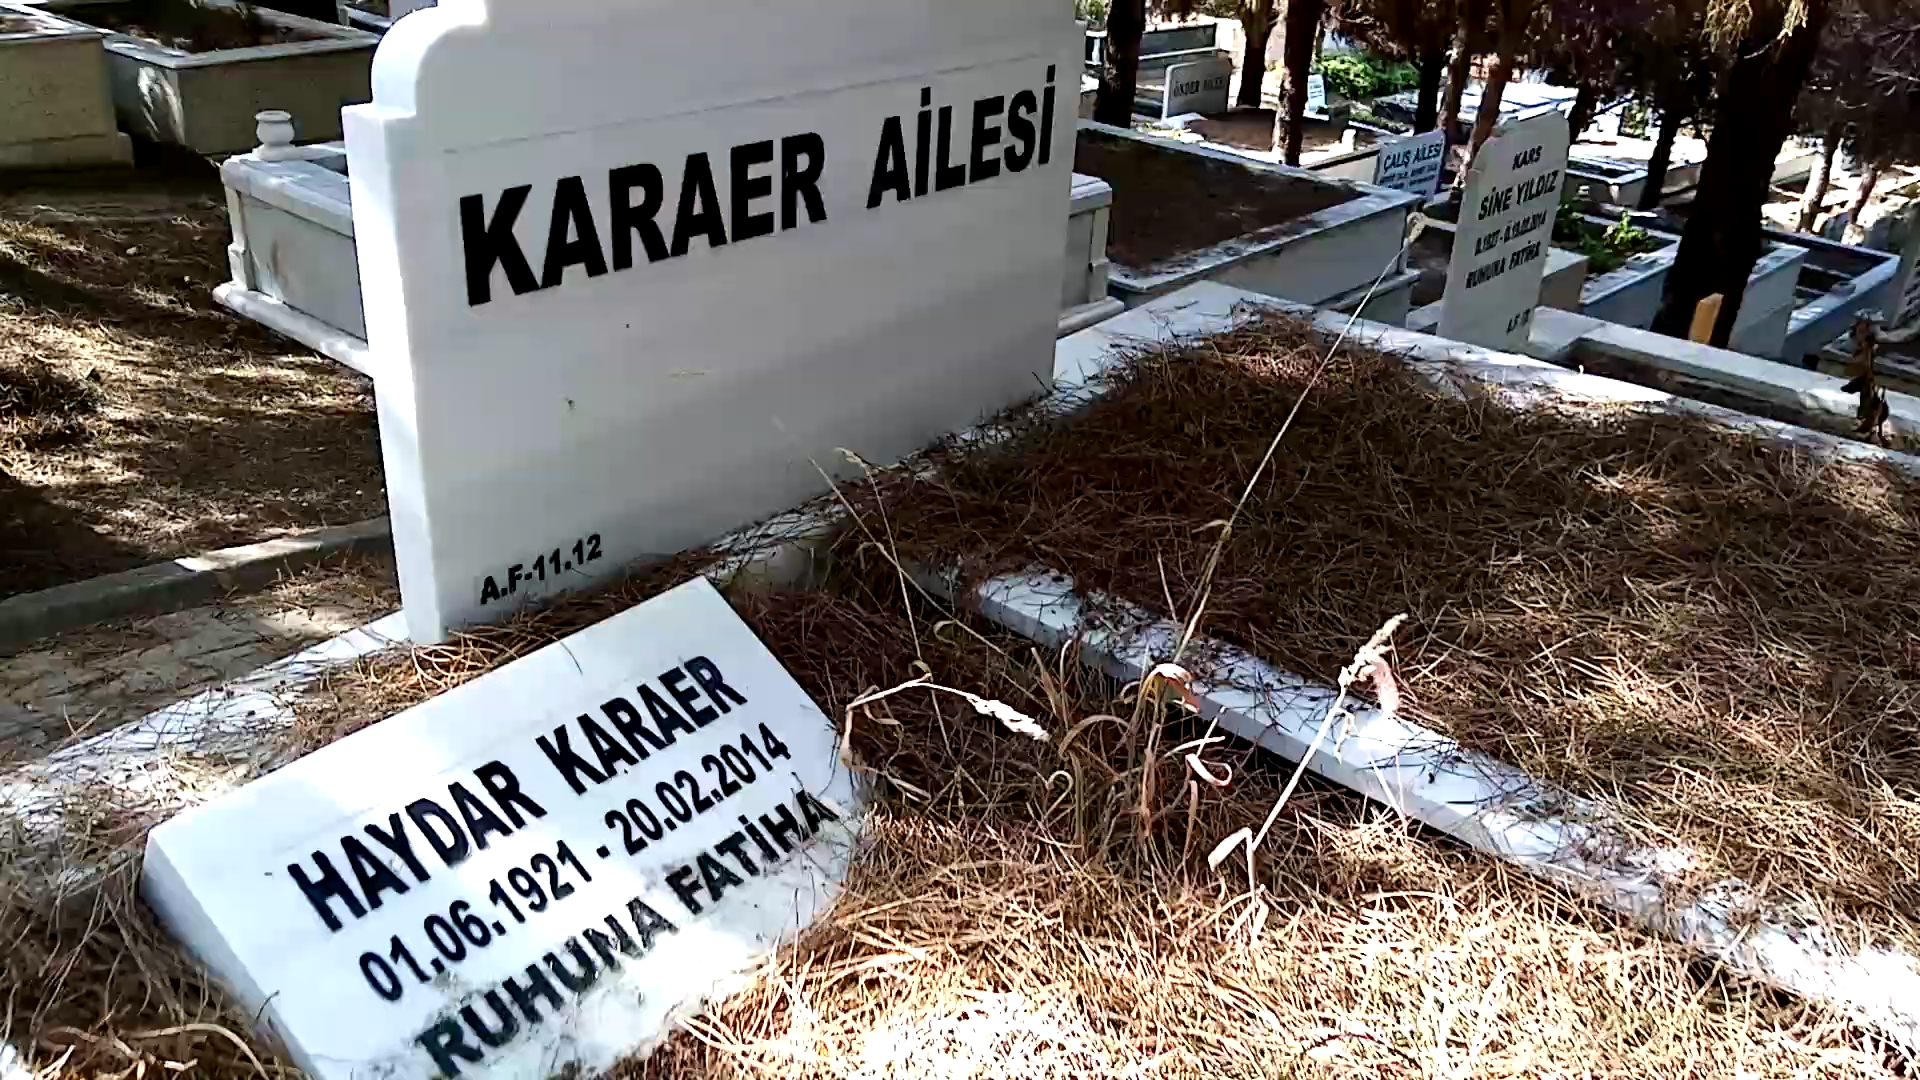 KARAER AİLESİ
A.F-11.12
HAYDAR KARAER
01.06.1921 - 20.02.2014
RUHUNA FATİHA
ÖNDER AİLESİ
ÇALIŞ AİLESİ
KARS
SİNE YILDIZ
RUHUNA FATİHA